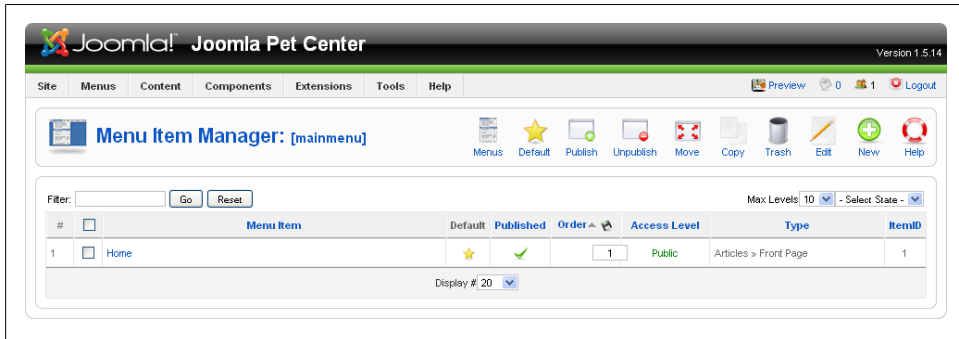 Joomla! Joomla Pet Center
Version 1.5.14
Site Menus Content Components Extensions Tools Help Preview 0 1 Logout
Menu Item Manager: [mainmenu]
Menus Default Publish Unpublish Move Copy Trash Edit New Help
Filter: Go Reset Max Levels 10 - Select State -
# Menu Item Default Published Order Access Level Type ItemID
1 Home 1 Public Articles » Front Page 1
Display # 20